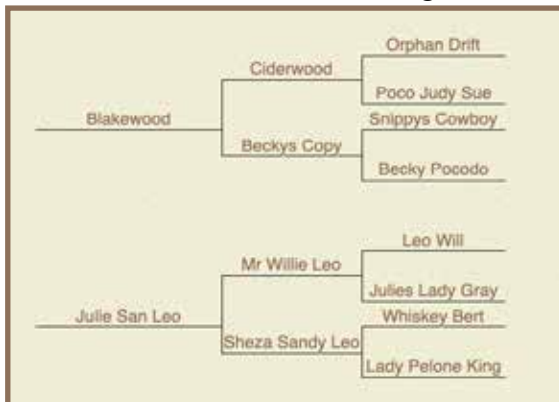 Orphan Drift
Ciderwood
Poco Judy Sue
Blakewood
Snippys Cowboy
Beckys Copy
Becky Pocodo
Leo Will
Mr Willie Leo
Julies Lady Gray
Julie San Leo
Whiskey Bert
Sheza Sandy Leo
Lady Pelone King